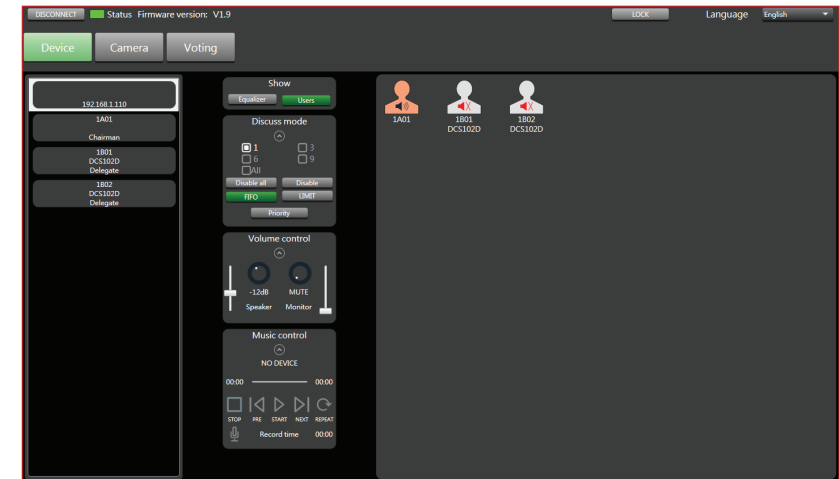 DISCONNECT Status Firmware version: V1.9 LOCK Language English
Device Camera Voting
192.168.1.110
1A01
Chairman
1B01
DCS102D
Delegate
1B02
DCS102D
Delegate
Show
Equalizer Users
Discuss mode
1 3
6 9
All
Disable all Disable
FIFO LIMIT
Priority
Volume control
-12dB MUTE
Speaker Monitor
Music control
NO DEVICE
00:00 00:00
STOP PRE START NEXT REPEAT
Record time 00:00
1A01
1B01
DCS102D
1B02
DCS102D